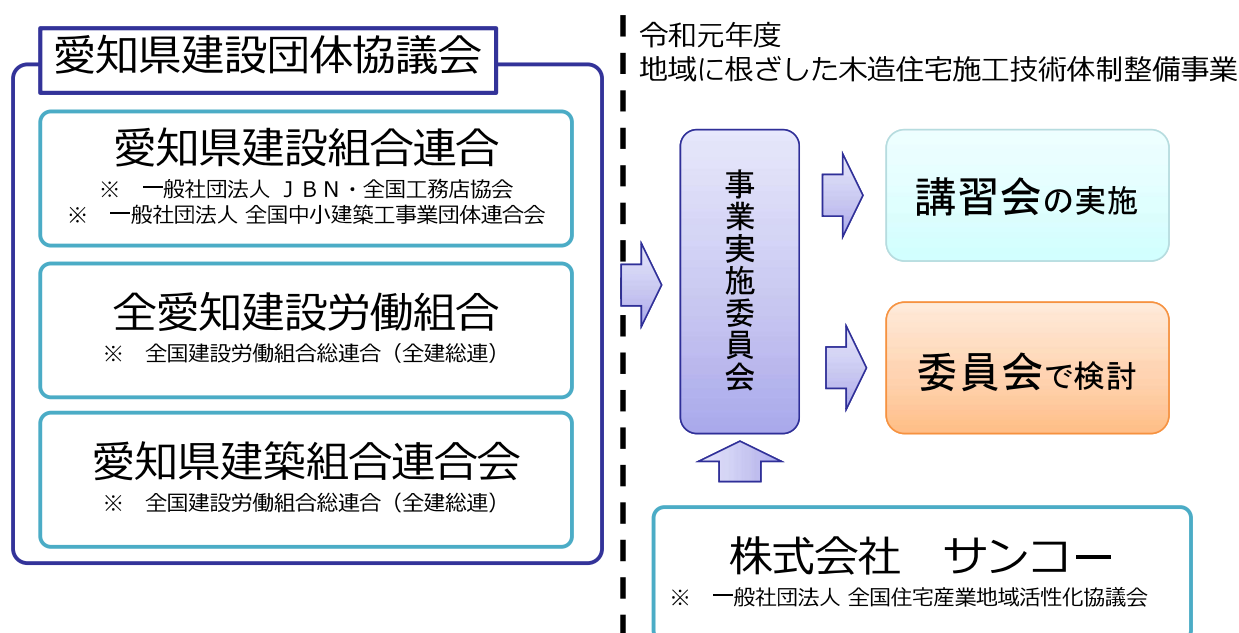 愛知県建設団体協議会
愛知県建設組合連合
※　一般社団法人 ＪＢＮ・全国工務店協会
※　一般社団法人 全国中小建築工事業団体連合会
全愛知建設労働組合
※　全国建設労働組合総連合（全建総連）
愛知県建築組合連合会
※　全国建設労働組合総連合（全建総連）
令和元年度
地域に根ざした木造住宅施工技術体制整備事業
事業実施委員会
講習会の実施
委員会で検討
株式会社　サンコー
※　一般社団法人 全国住宅産業地域活性化協議会